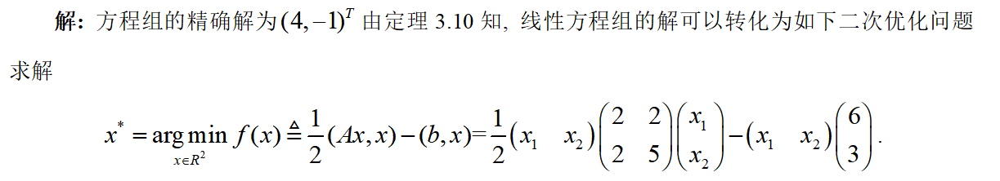 解: 方程组的精确解为 $(4,-1)^T$ 由定理 3.10 知, 线性方程组的解可以转化为如下二次优化问题
求解
$x^* = \underset{x \in R^2}{\arg\min} f(x) \triangleq \frac{1}{2}(Ax, x) - (b, x) = \frac{1}{2} \begin{pmatrix} x_1 & x_2 \end{pmatrix} \begin{pmatrix} 2 & 2 \\ 2 & 5 \end{pmatrix} \begin{pmatrix} x_1 \\ x_2 \end{pmatrix} - \begin{pmatrix} x_1 & x_2 \end{pmatrix} \begin{pmatrix} 6 \\ 3 \end{pmatrix}.$